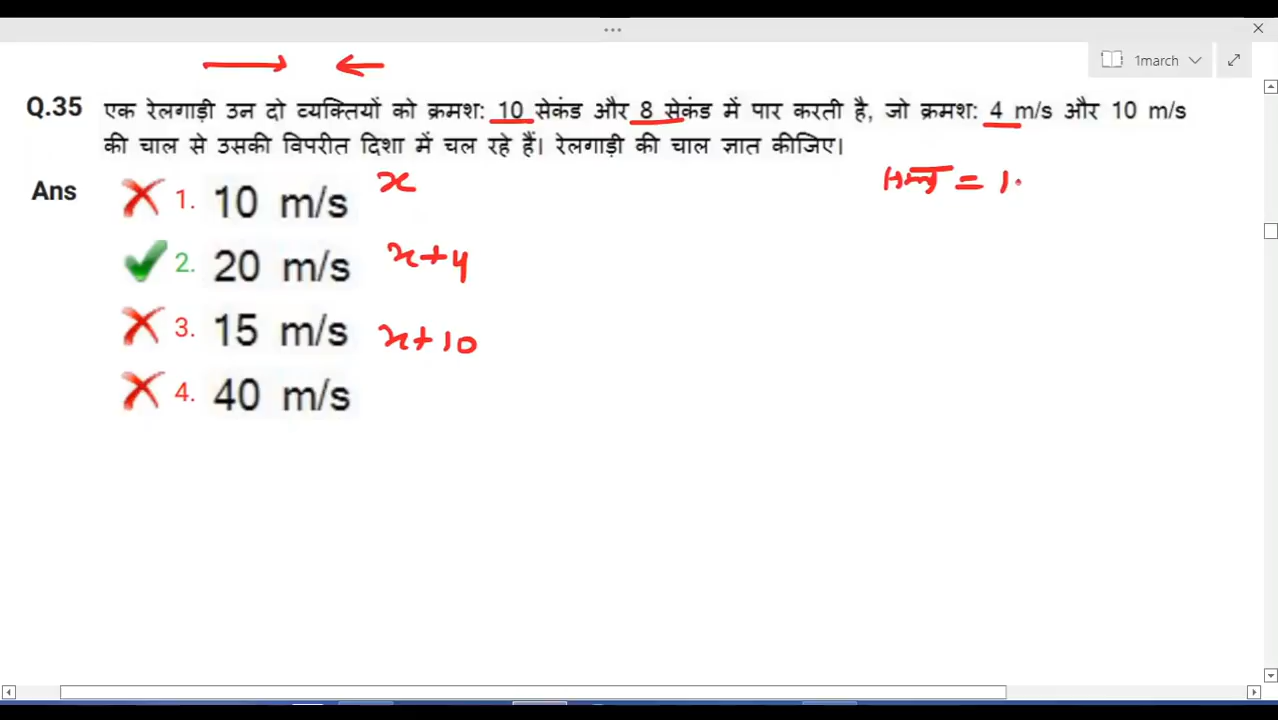 1march
Q.35 एक रेलगाड़ी उन दो व्यक्तियों को क्रमश: 10 सेकंड और 8 सेकंड में पार करती है, जो क्रमश: 4 m/s और 10 m/s
की चाल से उसकी विपरीत दिशा में चल रहे हैं। रेलगाड़ी की चाल ज्ञात कीजिए।
= 1.
Ans 1. 10 m/s x
2. 20 m/s x+4
3. 15 m/s x+10
4. 40 m/s